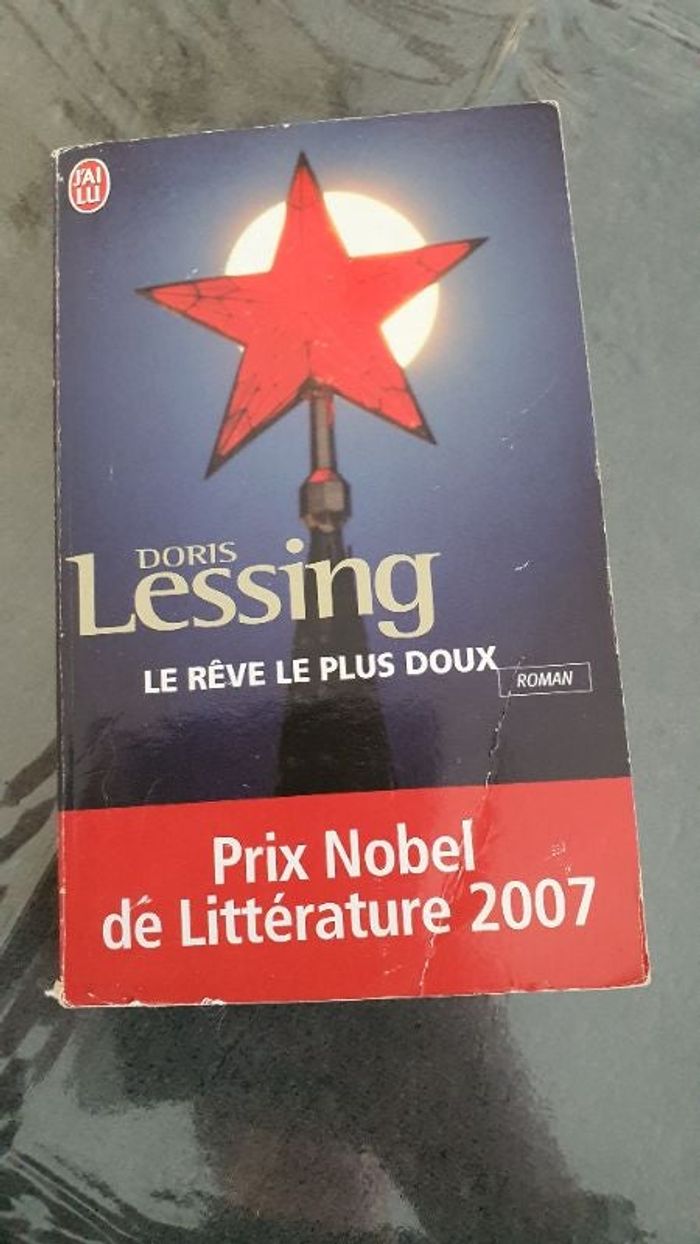 J'AI
LU
DORIS
Lessing
LE RÊVE LE PLUS DOUX
ROMAN
Prix Nobel
de Littérature 2007